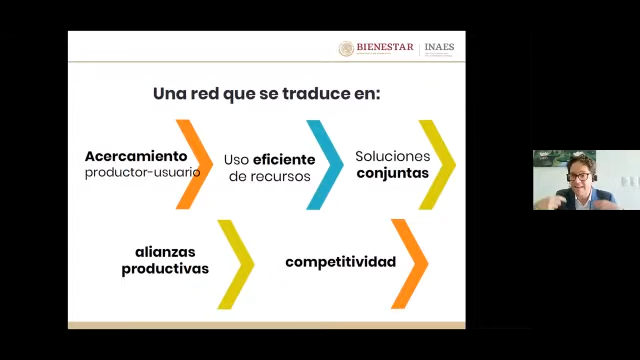 BIENESTAR
INAES
Una red que se traduce en:
Acercamiento
productor-usuario
Uso eficiente
de recursos
Soluciones
conjuntas
alianzas
productivas
competitividad